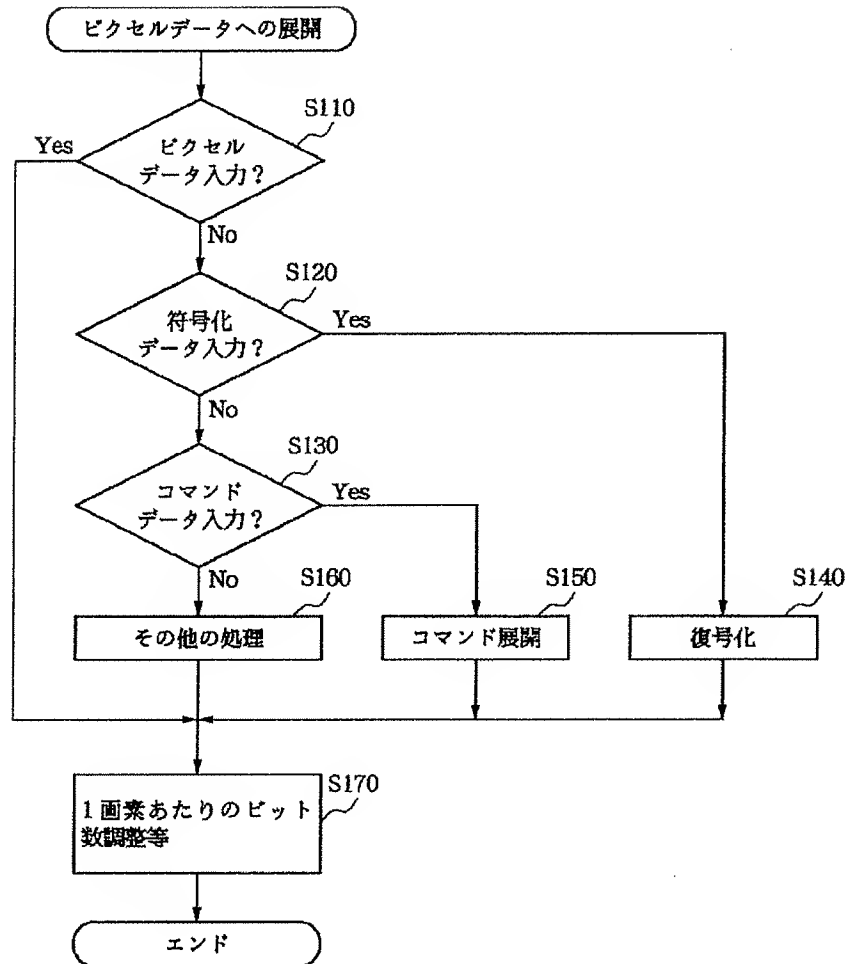 ピクセルデータへの展開
S110
Yes
ピクセル
データ入力?
No
S120
符号化
データ入力?
Yes
No
S130
コマンド
データ入力?
Yes
No
S160
その他の処理
S150
コマンド展開
S140
復号化
S170
1画素あたりのビット
数調整等
エンド